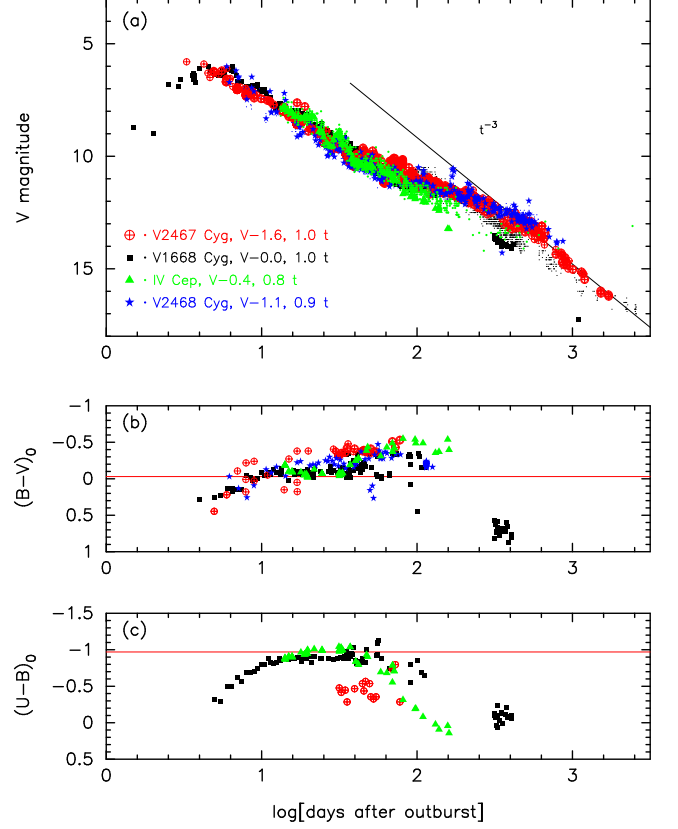 (a)
5
10
15
V magnitude
t−3
V2467 Cyg, V−1.6, 1.0 t
V1668 Cyg, V−0.0, 1.0 t
IV Cep, V−0.4, 0.8 t
V2468 Cyg, V−1.1, 0.9 t
0 1 2 3
(b)
−1
−0.5
0
0.5
1
(B−V)0
0 1 2 3
(c)
−1.5
−1
−0.5
0
0.5
(U−B)0
0 1 2 3
log[days after outburst]